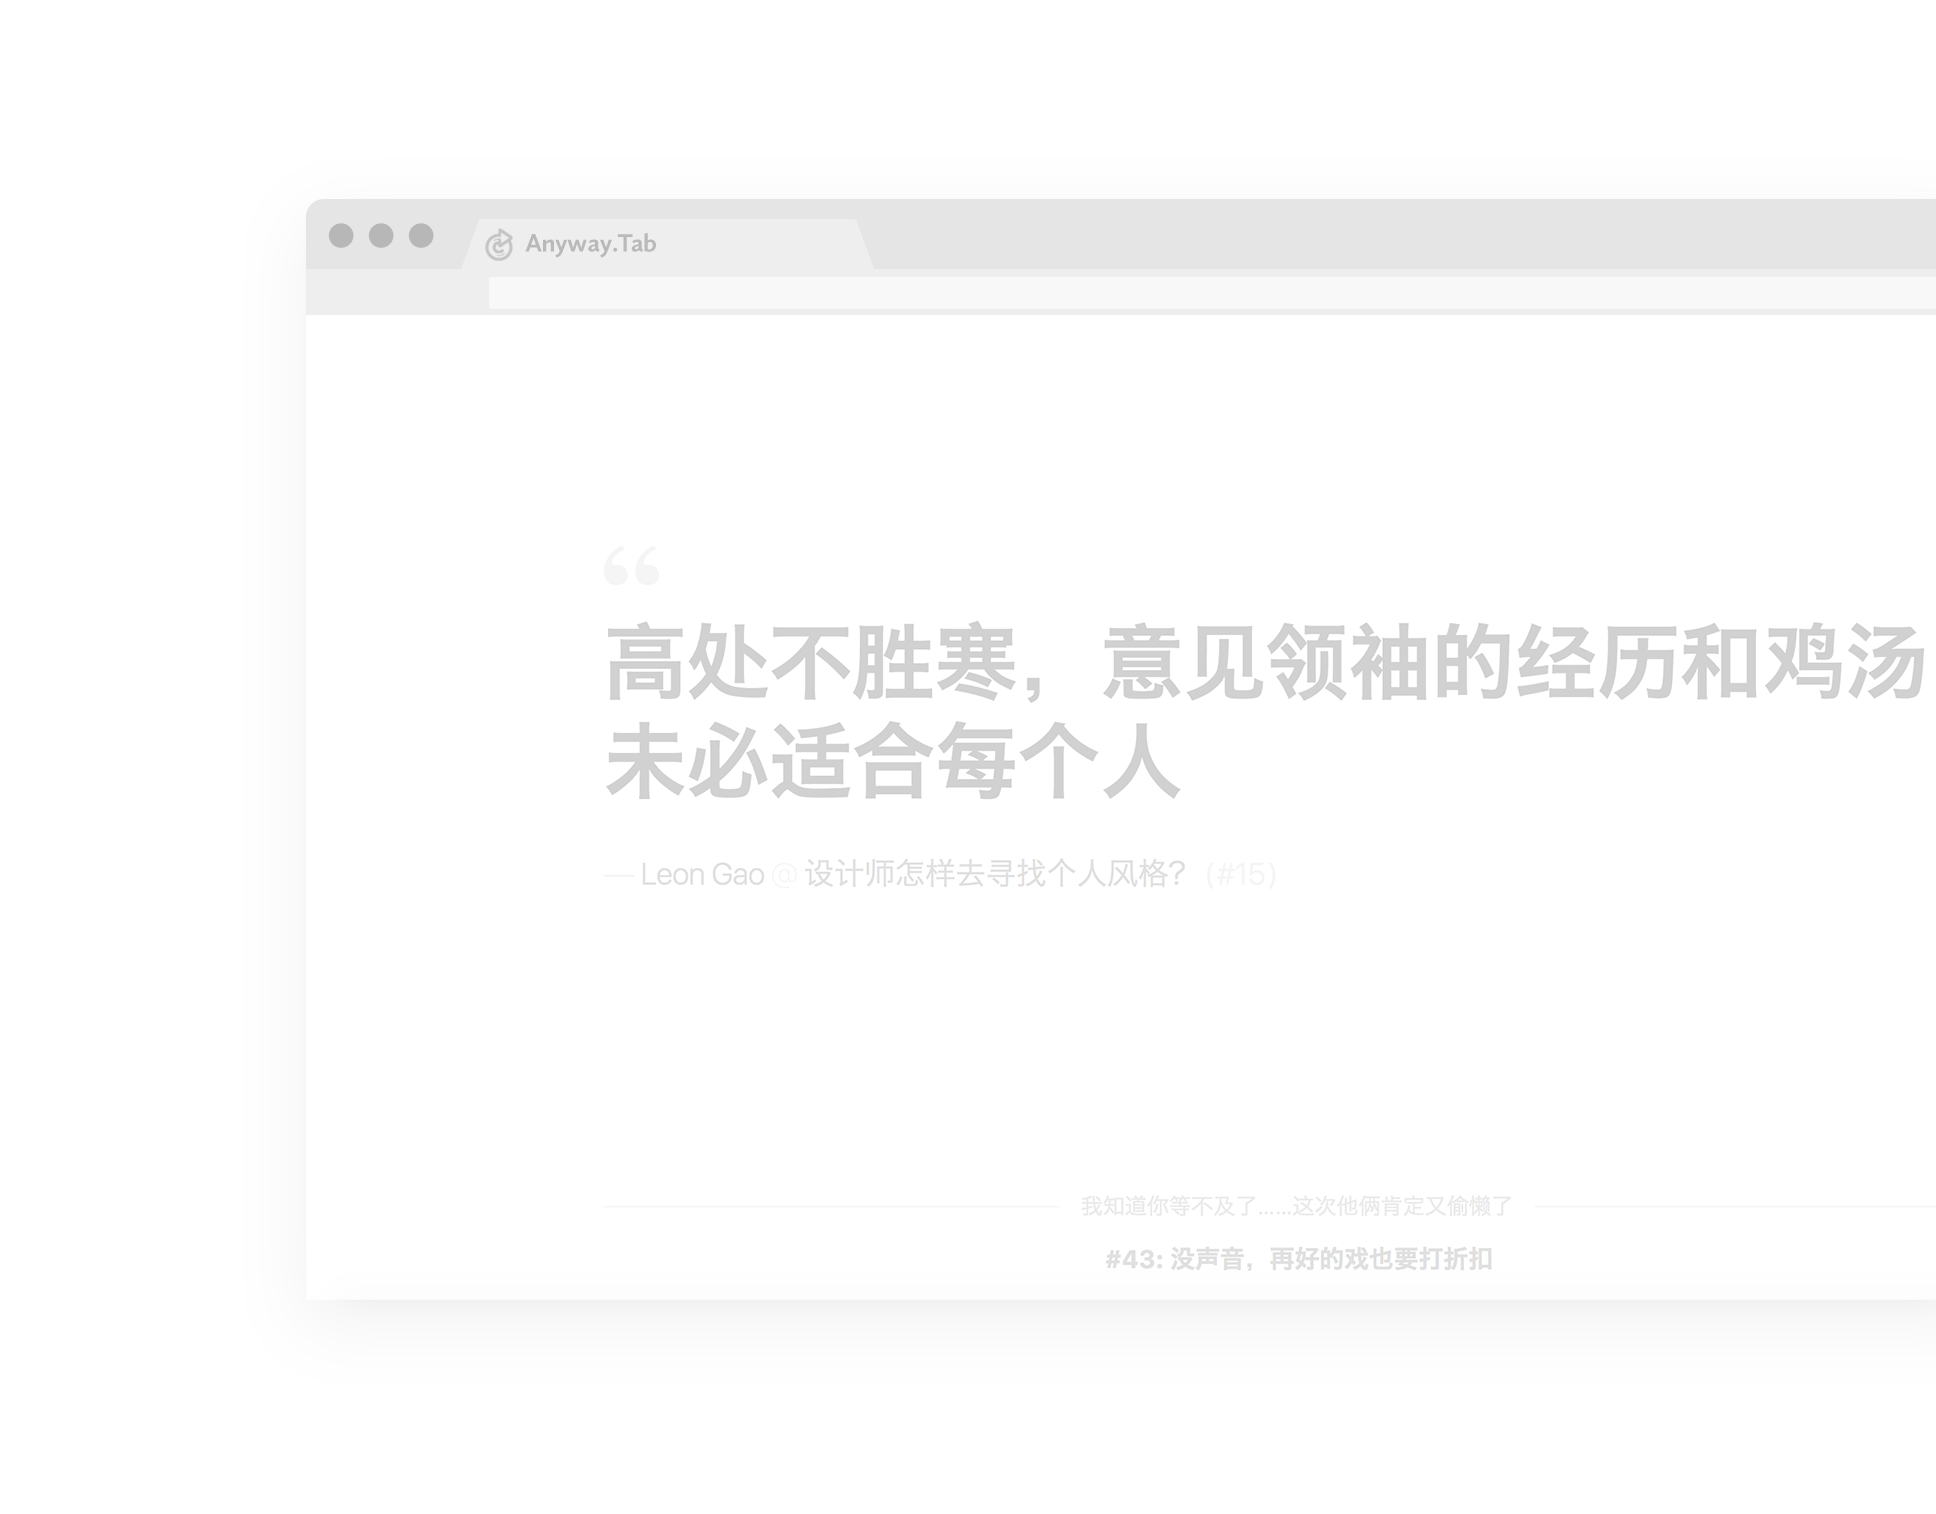 Anyway.Tab
“
高处不胜寒，意见领袖的经历和鸡汤
未必适合每个人
— Leon Gao @ 设计师怎样去寻找个人风格？ (#15)
我知道你等不及了……这次他俩肯定又偷懒了
#43: 没声音，再好的戏也要打折扣